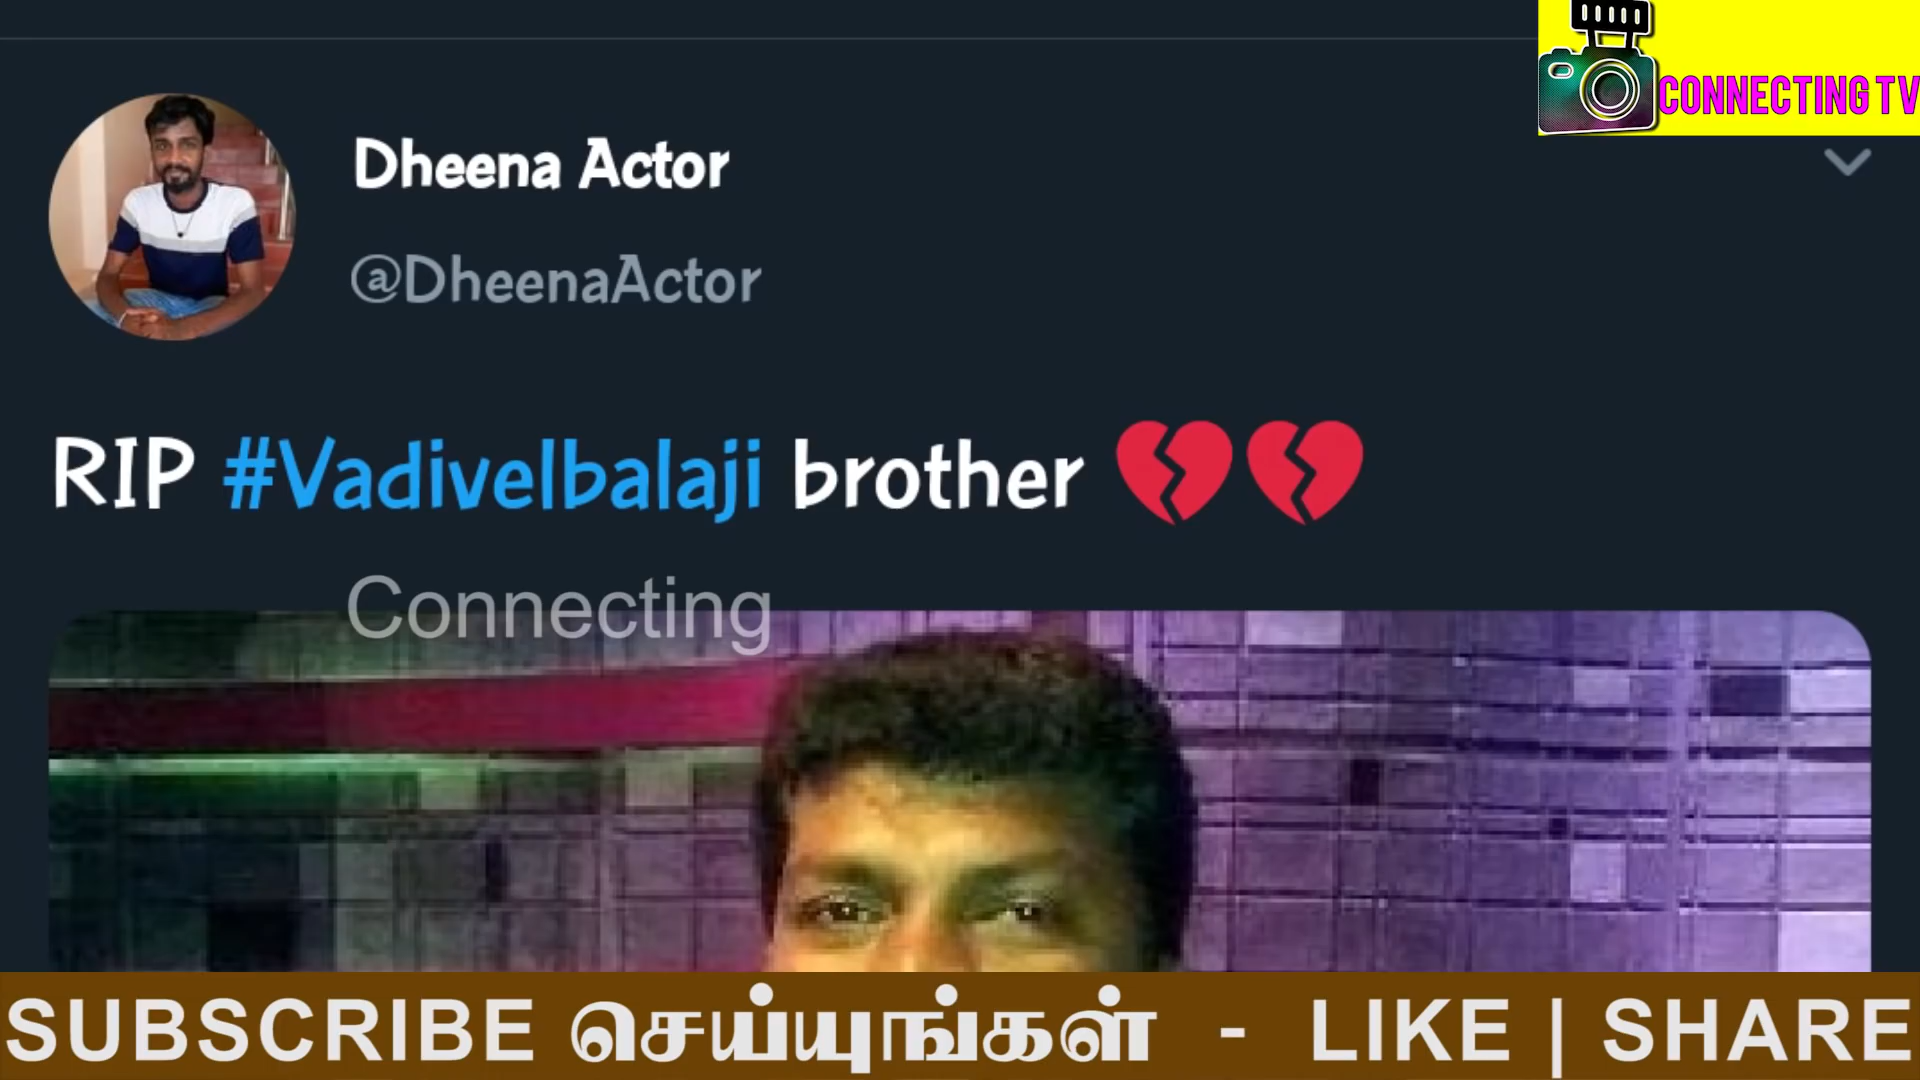 CONNECTING TV
Dheena Actor
@DheenaActor
RIP #Vadivelbalaji brother 💔💔
Connecting
SUBSCRIBE செய்யுங்கள் - LIKE | SHARE